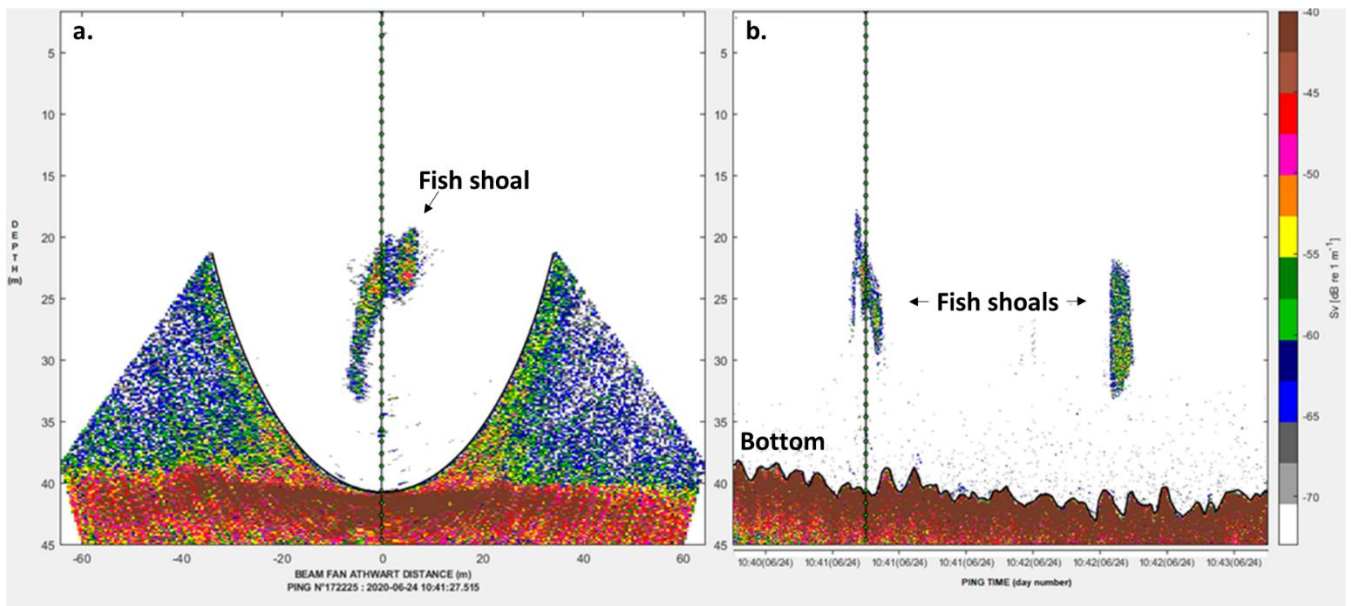 a.
5
10
15
20
25
30
35
40
45
D
E
P
T
H
(m)
Fish shoal
-60
-40
-20
0
20
40
60
BEAM FAN ATHWART DISTANCE (m)
PING N°172225 : 2020-06-24 10:41:27.515
b.
5
10
15
20
25
30
35
40
45
Fish shoals
Bottom
10:40(06/24) 10:41(06/24) 10:41(06/24) 10:41(06/24) 10:42(06/24) 10:42(06/24) 10:42(06/24) 10:43(06/24)
PING TIME (day number)
-40
-45
-50
-55
-60
-65
-70
Sv [dB re 1 m⁻¹]